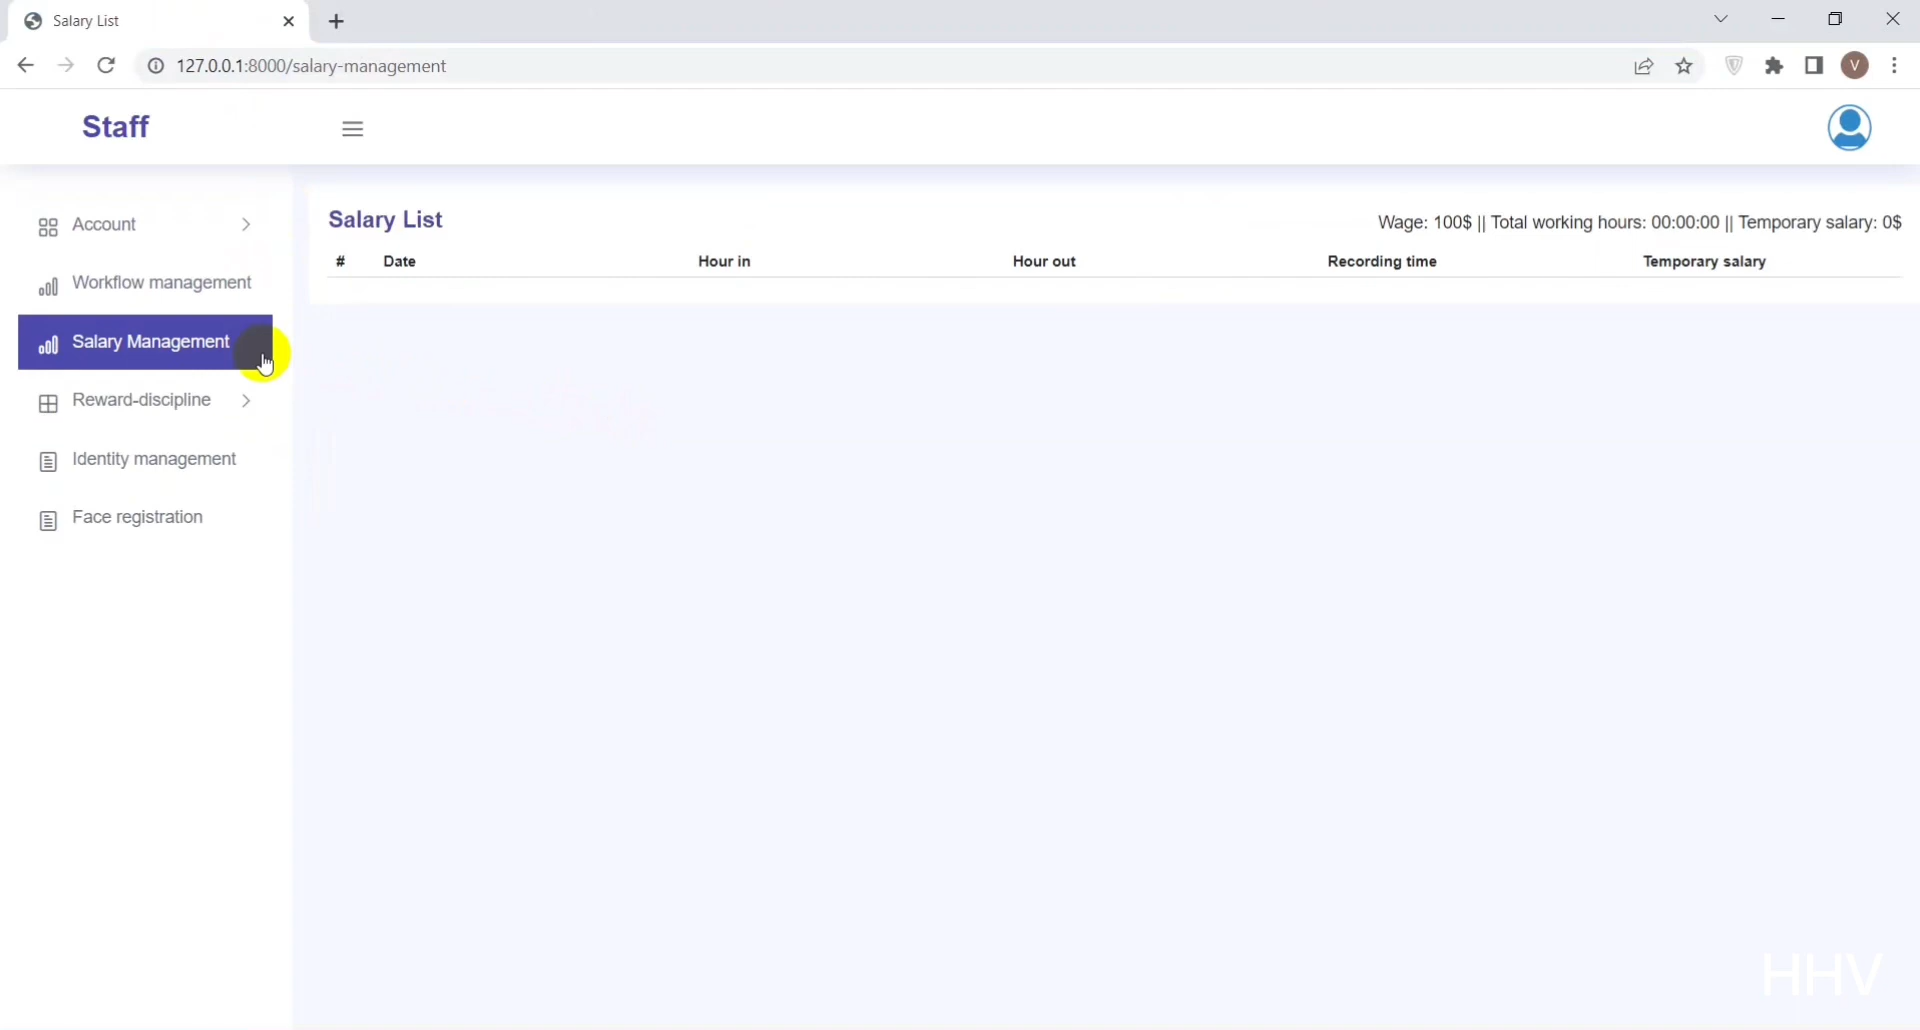 Salary List
127.0.0.1:8000/salary-management
V
Staff
Account
Workflow management
Salary Management
Reward-discipline
Identity management
Face registration
Salary List
Wage: 100$ || Total working hours: 00:00:00 || Temporary salary: 0$
# Date Hour in Hour out Recording time Temporary salary
HHV